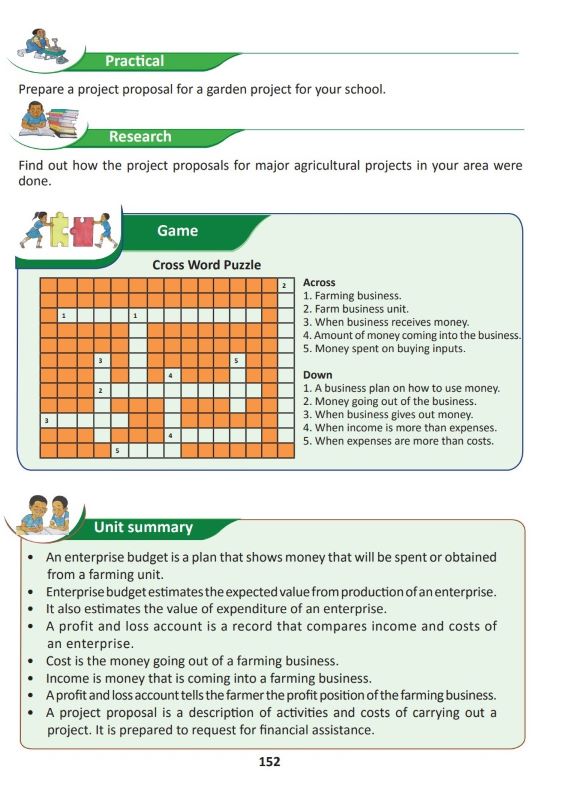 Practical
Prepare a project proposal for a garden project for your school.
Research
Find out how the project proposals for major agricultural projects in your area were
done.
Game
Cross Word Puzzle
2
1 1
3 5
4
2
3
4
5
Across
1. Farming business.
2. Farm business unit.
3. When business receives money.
4. Amount of money coming into the business.
5. Money spent on buying inputs.
Down
1. A business plan on how to use money.
2. Money going out of the business.
3. When business gives out money.
4. When income is more than expenses.
5. When expenses are more than costs.
Unit summary
• An enterprise budget is a plan that shows money that will be spent or obtained
from a farming unit.
• Enterprise budget estimates the expected value from production of an enterprise.
• It also estimates the value of expenditure of an enterprise.
• A profit and loss account is a record that compares income and costs of
an enterprise.
• Cost is the money going out of a farming business.
• Income is money that is coming into a farming business.
• A profit and loss account tells the farmer the profit position of the farming business.
• A project proposal is a description of activities and costs of carrying out a
project. It is prepared to request for financial assistance.
152